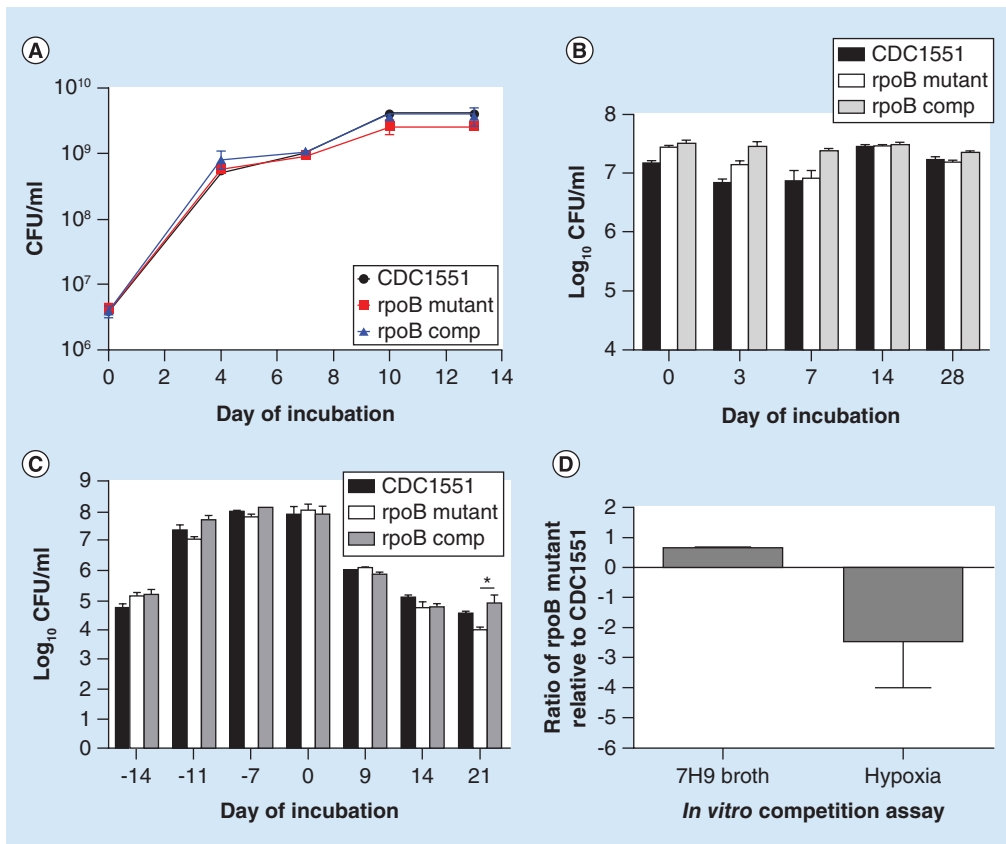 A
10¹⁰
10⁹
10⁸
10⁷
10⁶
CFU/ml
CDC1551
rpoB mutant
rpoB comp
0 2 4 6 8 10 12 14
Day of incubation
B
CDC1551
rpoB mutant
rpoB comp
8
7
6
5
4
Log₁₀ CFU/ml
0 3 7 14 28
Day of incubation
C
CDC1551
rpoB mutant
rpoB comp
9
8
7
6
5
4
3
2
1
0
Log₁₀ CFU/ml
*
-14 -11 -7 0 9 14 21
Day of incubation
D
2
1
0
-1
-2
-3
-4
-5
-6
Ratio of rpoB mutant
relative to CDC1551
7H9 broth Hypoxia
In vitro competition assay